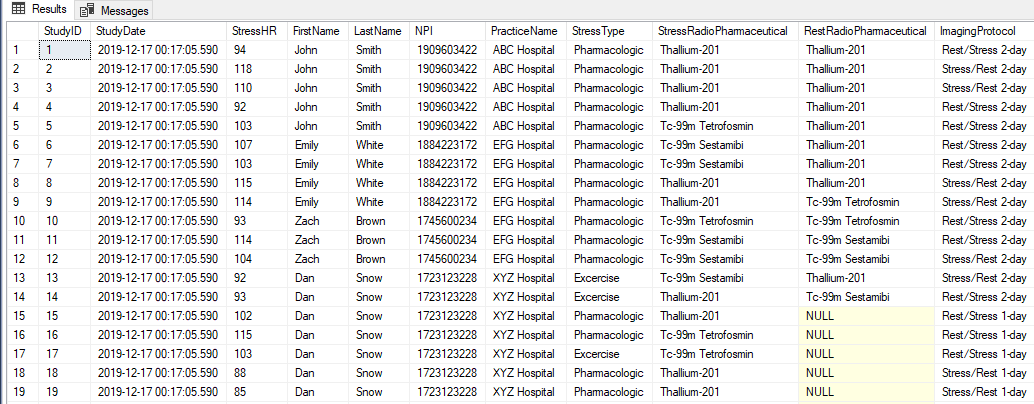 Results Messages
StudyID StudyDate StressHR FirstName LastName NPI PracticeName StressType StressRadioPharmaceutical RestRadioPharmaceutical ImagingProtocol
1 1 2019-12-17 00:17:05.590 94 John Smith 1909603422 ABC Hospital Pharmacologic Thallium-201 Thallium-201 Rest/Stress 2-day
2 2 2019-12-17 00:17:05.590 118 John Smith 1909603422 ABC Hospital Pharmacologic Thallium-201 Thallium-201 Stress/Rest 2-day
3 3 2019-12-17 00:17:05.590 110 John Smith 1909603422 ABC Hospital Pharmacologic Thallium-201 Thallium-201 Stress/Rest 2-day
4 4 2019-12-17 00:17:05.590 92 John Smith 1909603422 ABC Hospital Pharmacologic Thallium-201 Thallium-201 Rest/Stress 2-day
5 5 2019-12-17 00:17:05.590 103 John Smith 1909603422 ABC Hospital Pharmacologic Tc-99m Tetrofosmin Thallium-201 Rest/Stress 2-day
6 6 2019-12-17 00:17:05.590 107 Emily White 1884223172 EFG Hospital Pharmacologic Tc-99m Sestamibi Thallium-201 Rest/Stress 2-day
7 7 2019-12-17 00:17:05.590 103 Emily White 1884223172 EFG Hospital Pharmacologic Tc-99m Sestamibi Thallium-201 Rest/Stress 2-day
8 8 2019-12-17 00:17:05.590 115 Emily White 1884223172 EFG Hospital Pharmacologic Thallium-201 Thallium-201 Stress/Rest 2-day
9 9 2019-12-17 00:17:05.590 114 Emily White 1884223172 EFG Hospital Pharmacologic Thallium-201 Tc-99m Tetrofosmin Stress/Rest 2-day
10 10 2019-12-17 00:17:05.590 93 Zach Brown 1745600234 EFG Hospital Pharmacologic Tc-99m Tetrofosmin Tc-99m Tetrofosmin Rest/Stress 2-day
11 11 2019-12-17 00:17:05.590 114 Zach Brown 1745600234 EFG Hospital Pharmacologic Tc-99m Sestamibi Tc-99m Sestamibi Rest/Stress 2-day
12 12 2019-12-17 00:17:05.590 104 Zach Brown 1745600234 EFG Hospital Pharmacologic Tc-99m Sestamibi Tc-99m Sestamibi Stress/Rest 2-day
13 13 2019-12-17 00:17:05.590 92 Dan Snow 1723123228 XYZ Hospital Excercise Tc-99m Sestamibi Thallium-201 Stress/Rest 2-day
14 14 2019-12-17 00:17:05.590 93 Dan Snow 1723123228 XYZ Hospital Excercise Thallium-201 Tc-99m Sestamibi Rest/Stress 2-day
15 15 2019-12-17 00:17:05.590 102 Dan Snow 1723123228 XYZ Hospital Pharmacologic Thallium-201 NULL Rest/Stress 1-day
16 16 2019-12-17 00:17:05.590 115 Dan Snow 1723123228 XYZ Hospital Pharmacologic Tc-99m Tetrofosmin NULL Rest/Stress 1-day
17 17 2019-12-17 00:17:05.590 103 Dan Snow 1723123228 XYZ Hospital Excercise Tc-99m Tetrofosmin NULL Rest/Stress 1-day
18 18 2019-12-17 00:17:05.590 88 Dan Snow 1723123228 XYZ Hospital Pharmacologic Thallium-201 NULL Stress/Rest 1-day
19 19 2019-12-17 00:17:05.590 85 Dan Snow 1723123228 XYZ Hospital Pharmacologic Thallium-201 NULL Stress/Rest 1-day